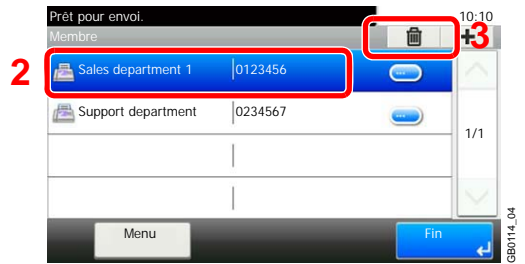 Prêt pour envoi. 10:10
Membre
3
2
Sales department 1 0123456
Support department 0234567
1/1
Menu Fin
GB0114_04